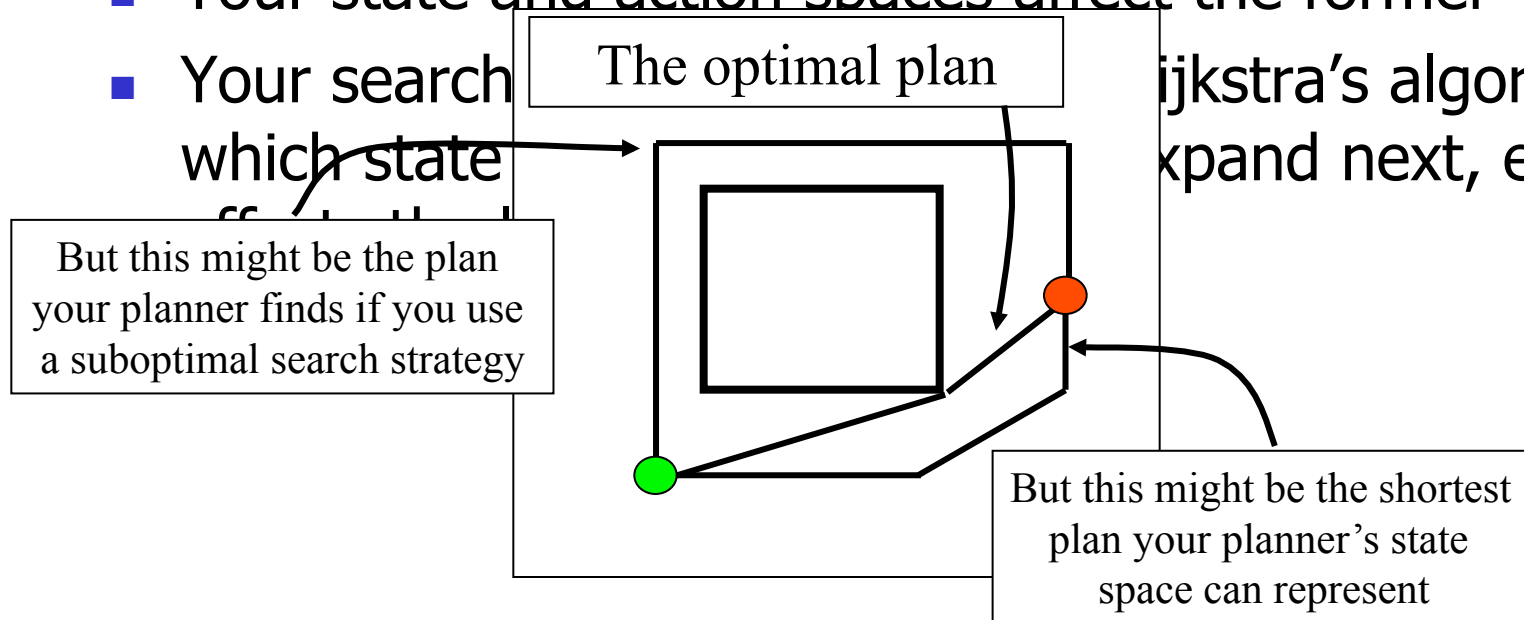 Your state and action spaces affect the former
Your search ijkstra’s algor
which state xpand next, e
The optimal plan
But this might be the plan
your planner finds if you use
a suboptimal search strategy
But this might be the shortest
plan your planner’s state
space can represent